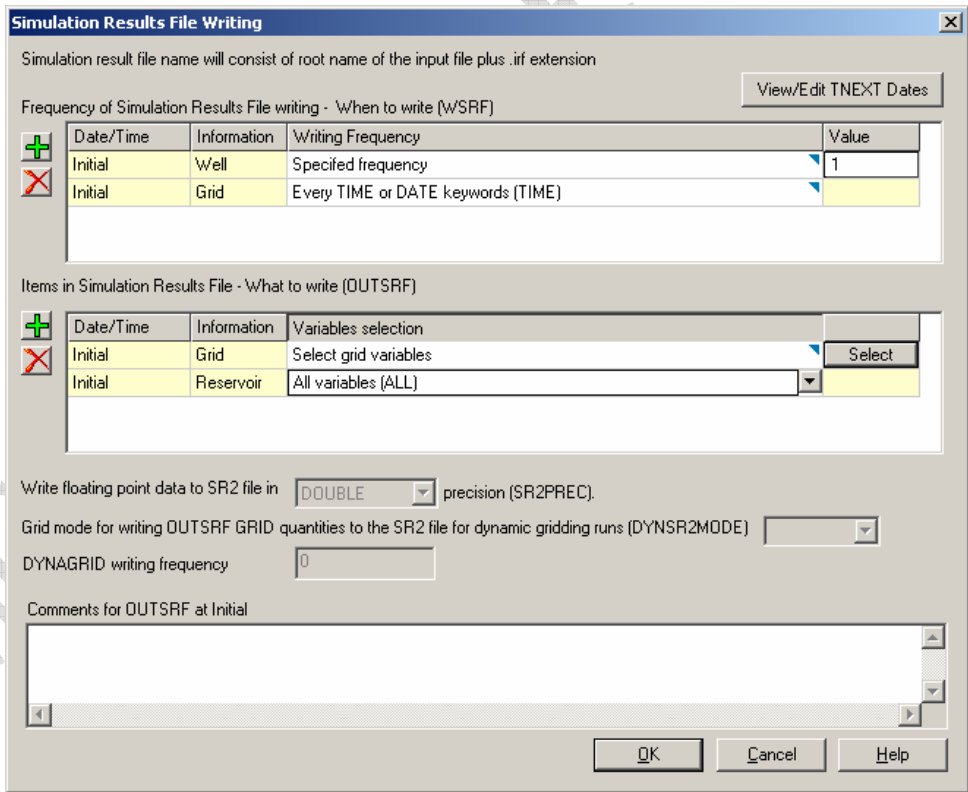 Simulation Results File Writing
Simulation result file name will consist of root name of the input file plus .irf extension
View/Edit TNEXT Dates
Frequency of Simulation Results File writing - When to write (WSRF)
Date/Time Information Writing Frequency Value
Initial Well Specifed frequency 1
Initial Grid Every TIME or DATE keywords (TIME)
Items in Simulation Results File - What to write (OUTSRF)
Date/Time Information Variables selection
Initial Grid Select grid variables Select
Initial Reservoir All variables (ALL)
Write floating point data to SR2 file in DOUBLE precision (SR2PREC).
Grid mode for writing OUTSRF GRID quantities to the SR2 file for dynamic gridding runs (DYNSR2MODE)
DYNAGRID writing frequency 0
Comments for OUTSRF at Initial
OK Cancel Help